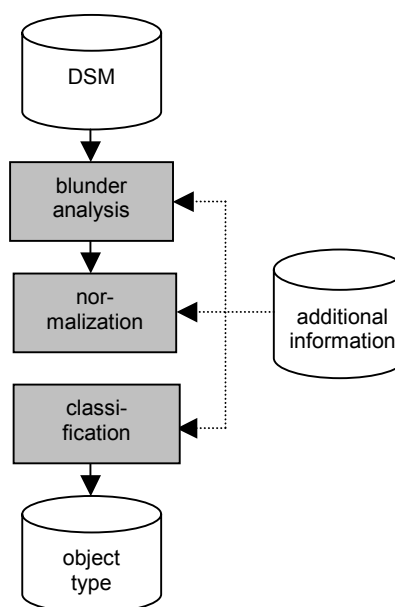 DSM
blunder
analysis
nor-
malization
additional
information
classi-
fication
object
type